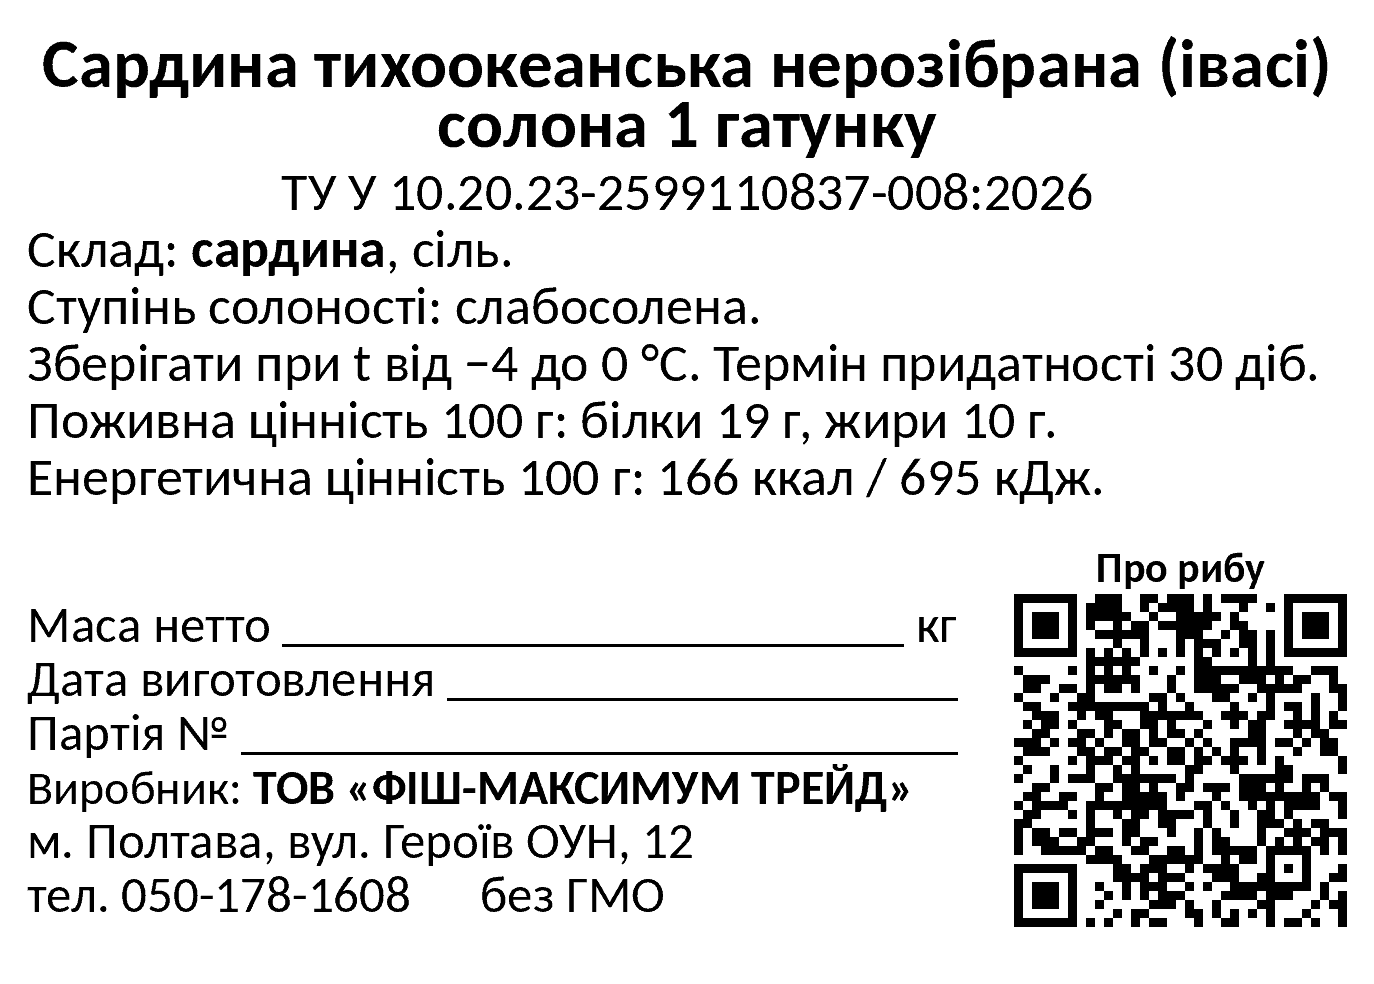 Сардина тихоокеанська нерозібрана (івасі)
солона 1 гатунку
ТУ У 10.20.23-2599110837-008:2026
Склад: сардина, сіль.
Ступінь солоності: слабосолена.
Зберігати при t від −4 до 0 °C. Термін придатності 30 діб.
Поживна цінність 100 г: білки 19 г, жири 10 г.
Енергетична цінність 100 г: 166 ккал / 695 кДж.
Про рибу
Маса нетто ____________ кг
Дата виготовлення ____________
Партія № ____________
Виробник: ТОВ «ФІШ-МАКСИМУМ ТРЕЙД»
м. Полтава, вул. Героїв ОУН, 12
тел. 050-178-1608 без ГМО